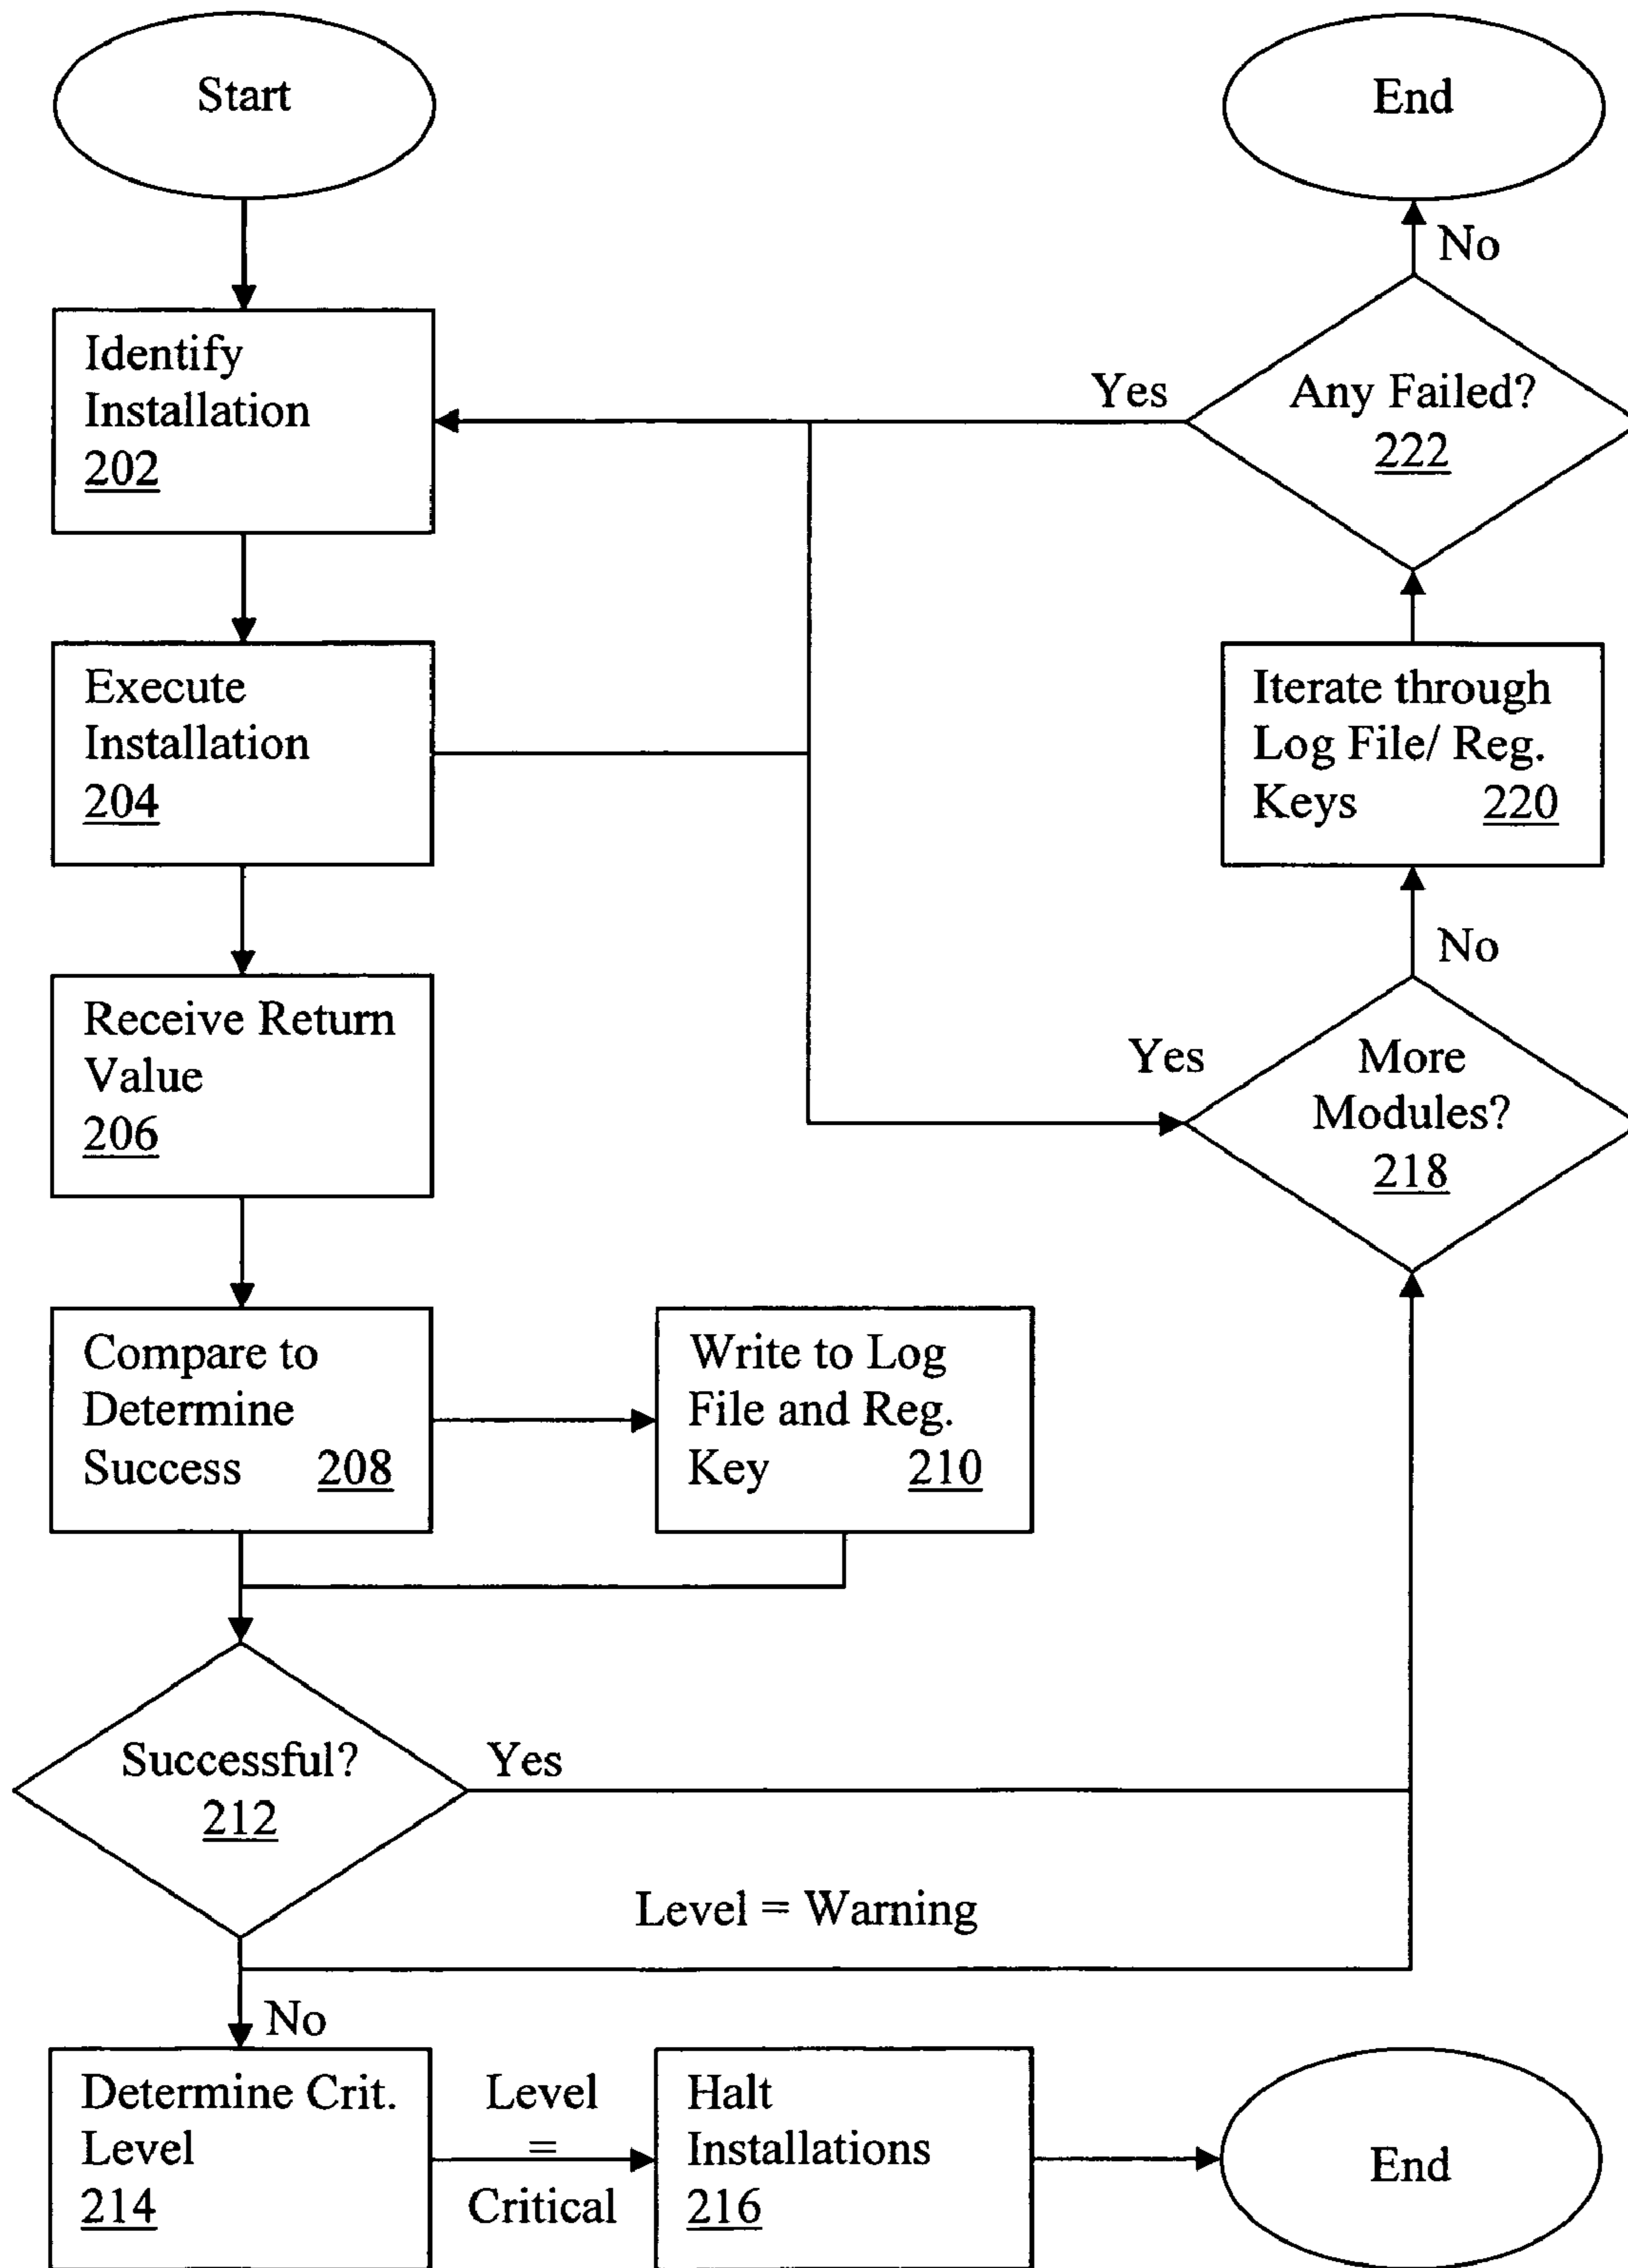 Start
End
No
Identify
Installation
202
Yes
Any Failed?
222
Execute
Installation
204
Iterate through
Log File/ Reg.
Keys 220
No
Receive Return
Value
206
Yes
More
Modules?
218
Compare to
Determine
Success 208
Write to Log
File and Reg.
Key 210
Successful?
212
Yes
Level = Warning
No
Determine Crit.
Level
214
Level
=
Critical
Halt
Installations
216
End